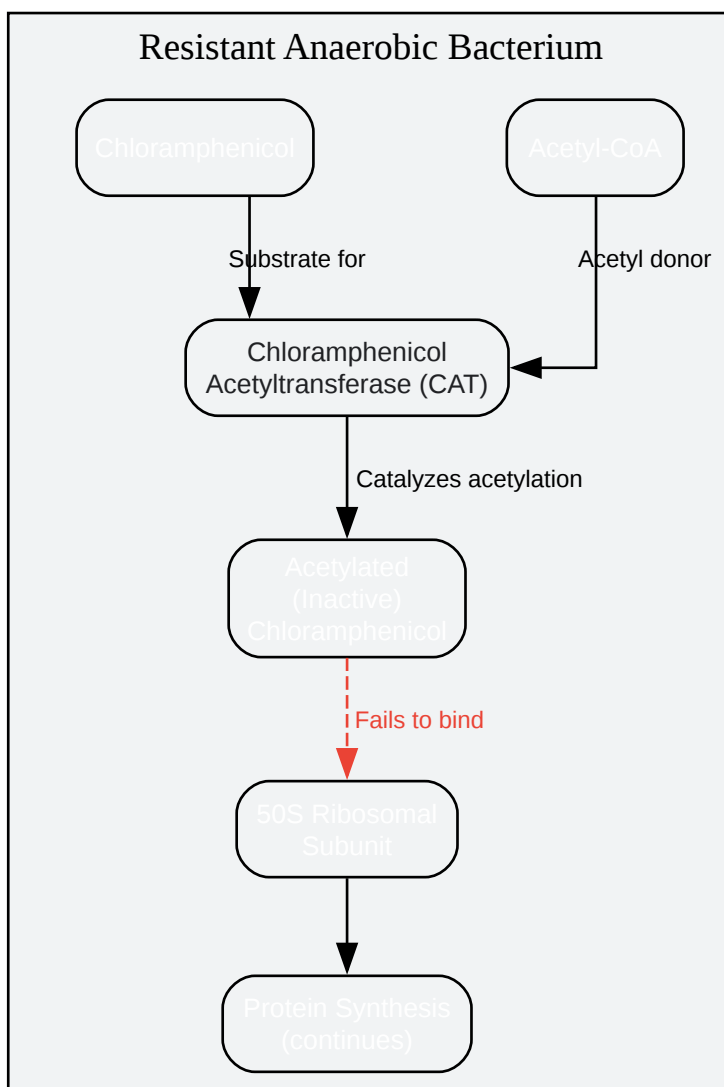 Resistant Anaerobic Bacterium
Chloramphenicol
Acetyl-CoA
Substrate for
Acetyl donor
Chloramphenicol
Acetyltransferase (CAT)
Catalyzes acetylation
Acetylated
(Inactive)
Chloramphenicol
Fails to bind
50S Ribosomal
Subunit
Protein Synthesis
(continues)